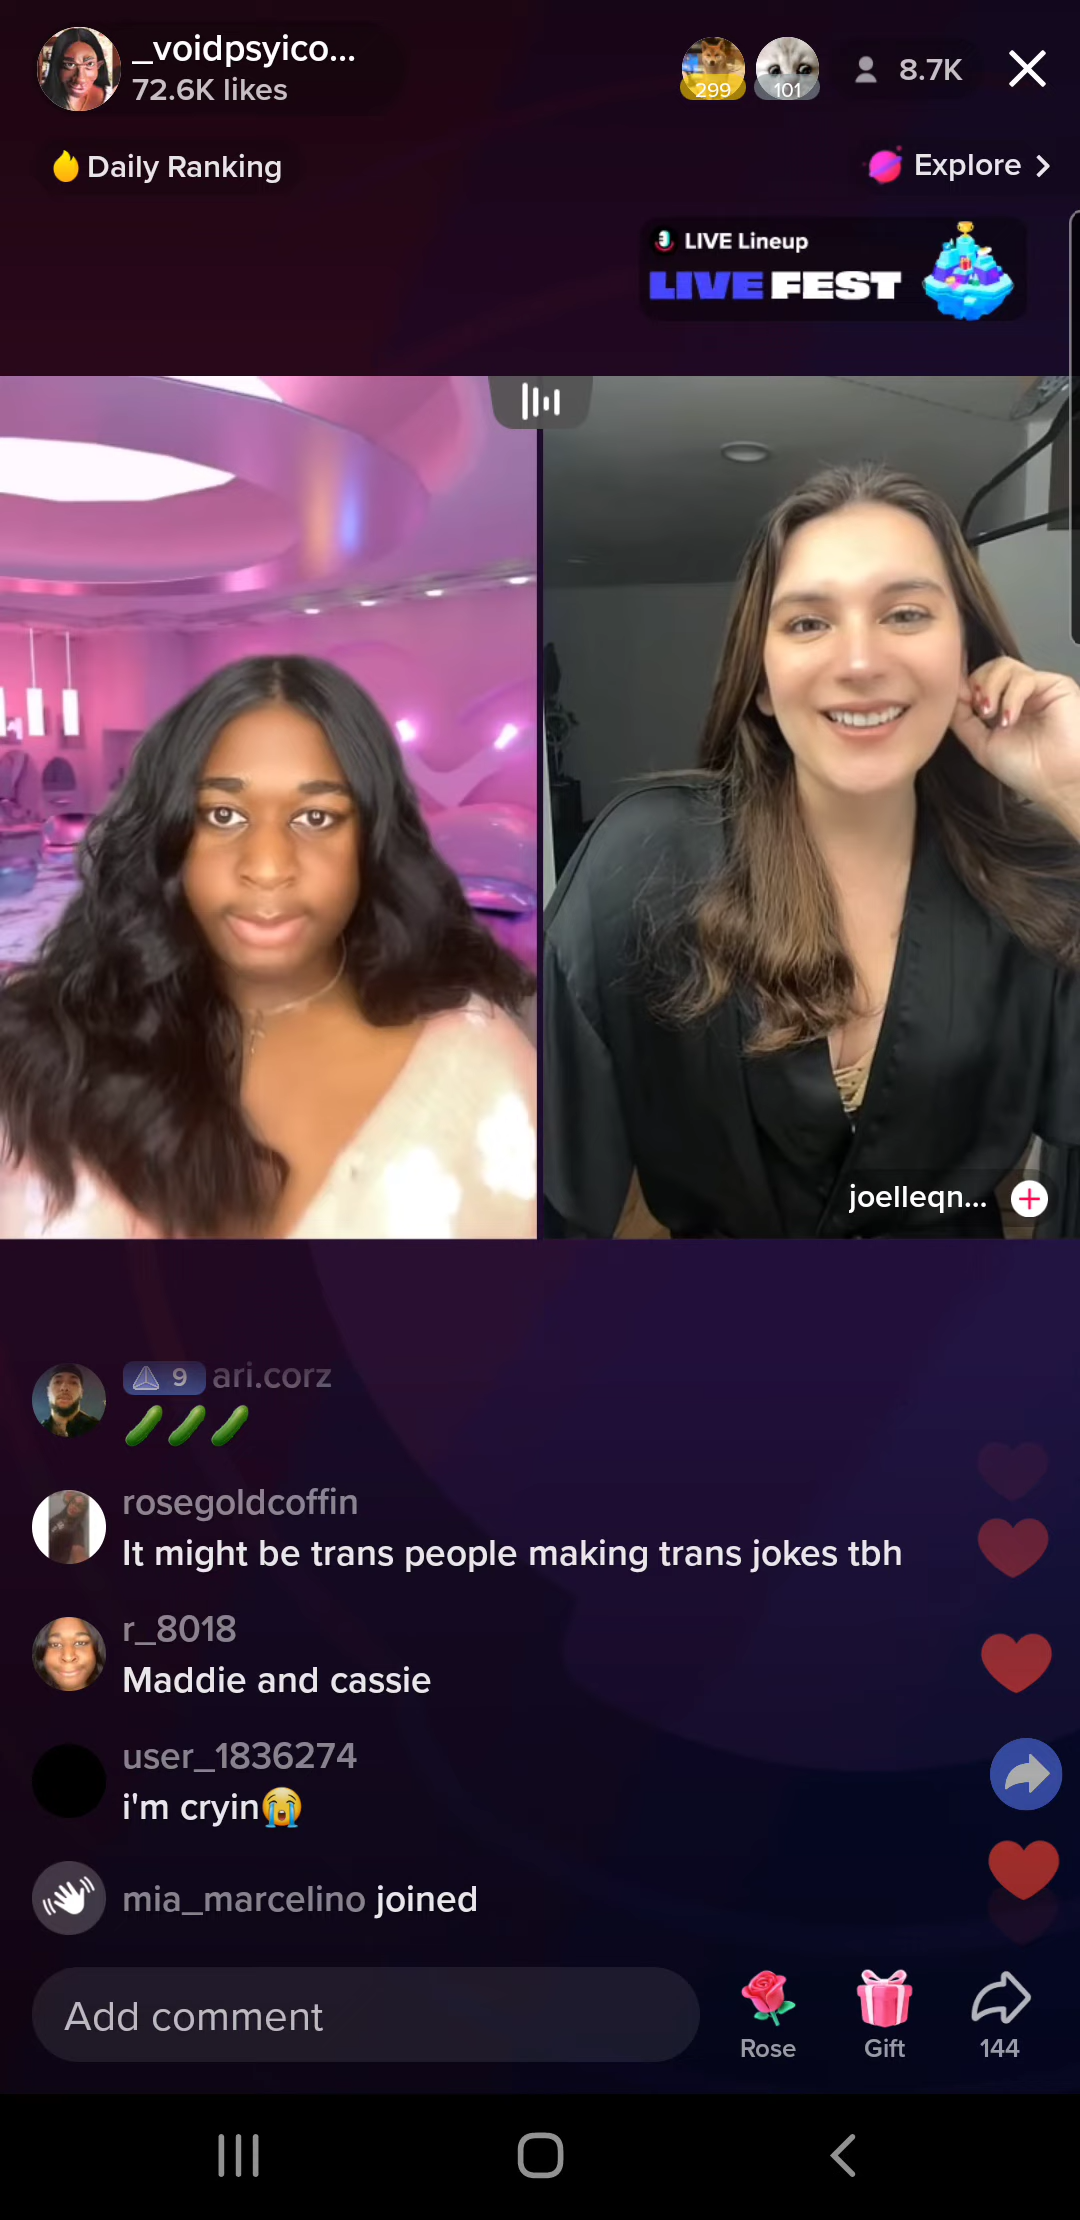 _voidpsyico...
72.6K likes
299
101
8.7K
Daily Ranking
Explore
LIVE Lineup
LIVE FEST
joelleqn...
9 ari.corz
rosegoldcoffin
It might be trans people making trans jokes tbh
r_8018
Maddie and cassie
user_1836274
i'm cryin😭
mia_marcelino joined
Add comment
Rose
Gift
144